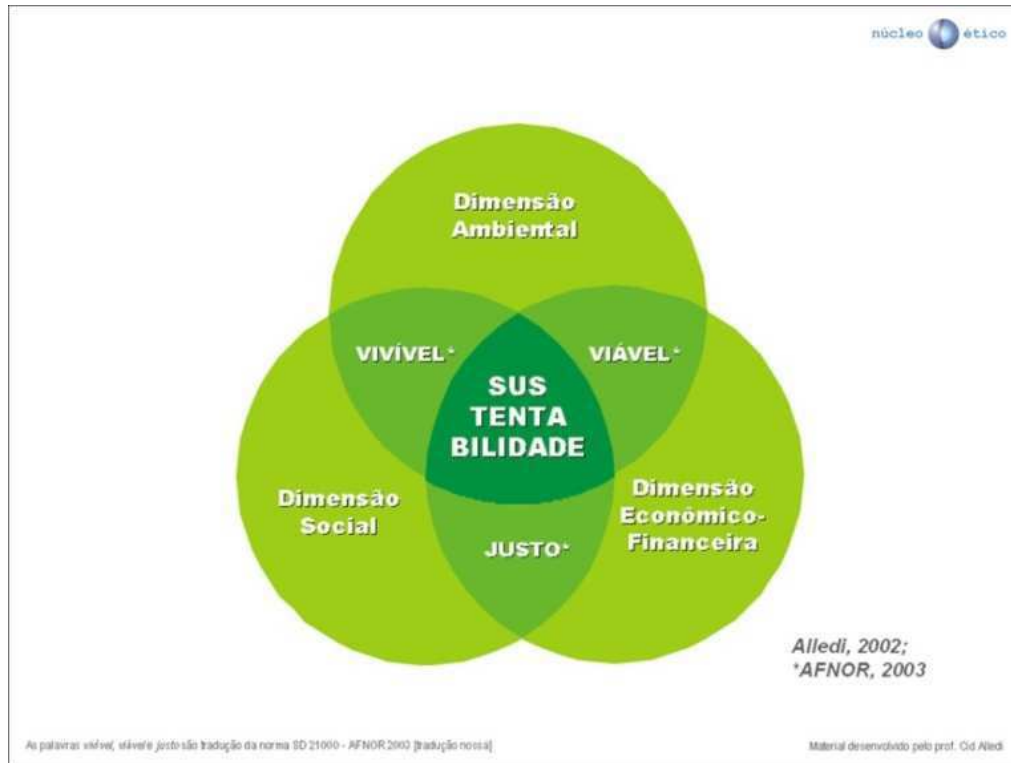 núcleo ético
Dimensão
Ambiental
VIVÍVEL*
VIÁVEL*
SUS
TENTA
BILIDADE
Dimensão
Social
Dimensão
Econômico-
Financeira
JUSTO*
Alledi, 2002;
*AFNOR, 2003
As palavras vivível, viável e justo são tradução da norma SD 21000 - AFNOR 2003 [tradução nossa]
Material desenvolvido pelo prof. Cid Alledi